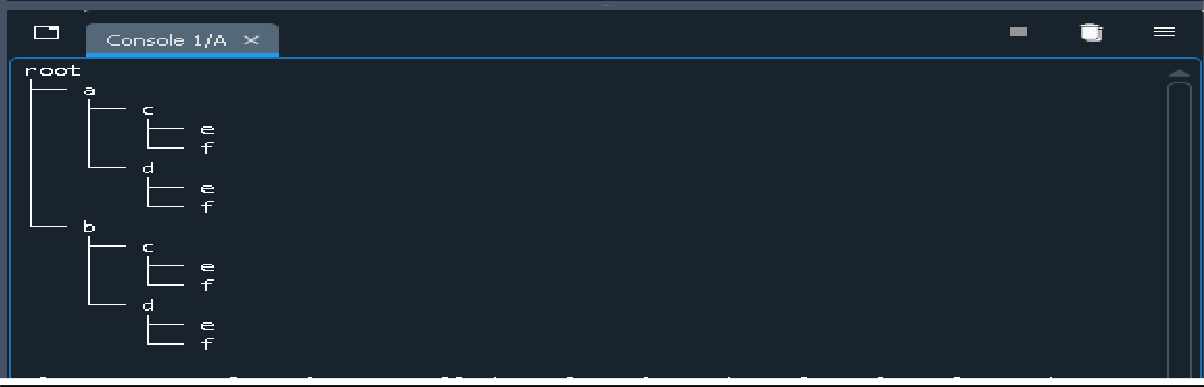 Console 1/A ×
root
├── a
│   ├── c
│   │   ├── e
│   │   └── f
│   └── d
│       ├── e
│       └── f
└── b
    ├── c
    │   ├── e
    │   └── f
    └── d
        ├── e
        └── f